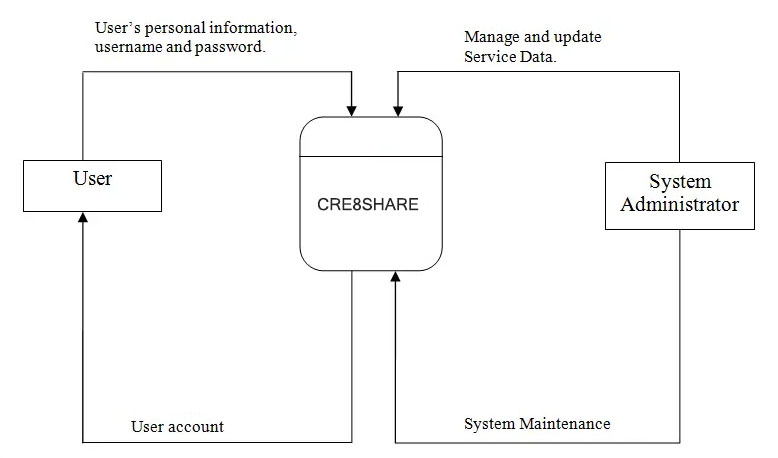 User’s personal information,
username and password.
Manage and update
Service Data.
User
CRE8SHARE
System
Administrator
User account
System Maintenance